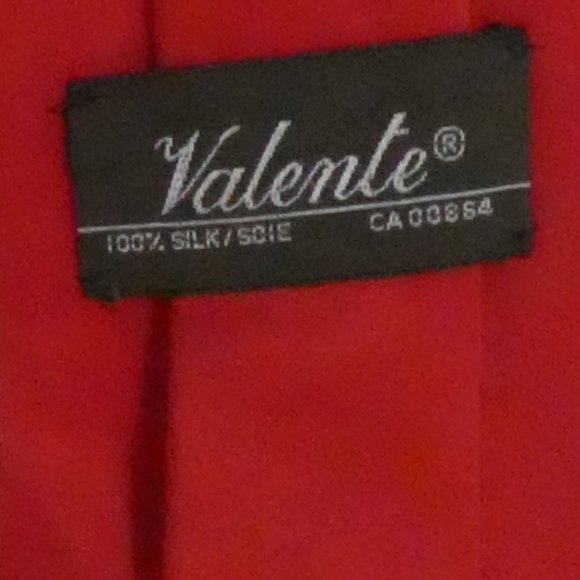 Valente®
100% SILK/SOIE CA 00864